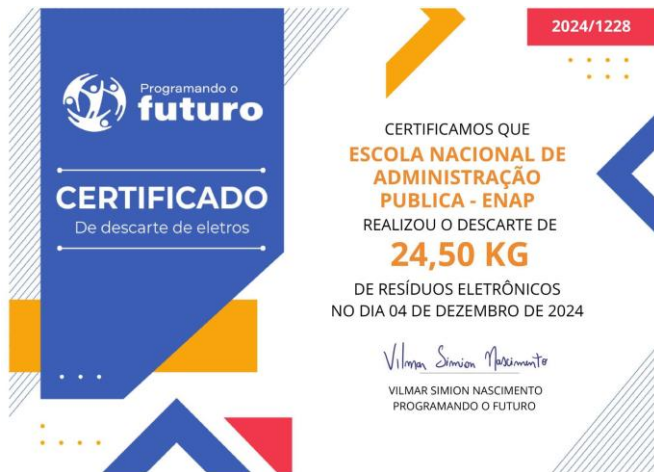 2024/1228
Programando o
futuro
CERTIFICADO
De descarte de eletros
CERTIFICAMOS QUE
ESCOLA NACIONAL DE
ADMINISTRAÇÃO
PUBLICA - ENAP
REALIZOU O DESCARTE DE
24,50 KG
DE RESÍDUOS ELETRÔNICOS
NO DIA 04 DE DEZEMBRO DE 2024
Vilmar Simion Nascimento
VILMAR SIMION NASCIMENTO
PROGRAMANDO O FUTURO